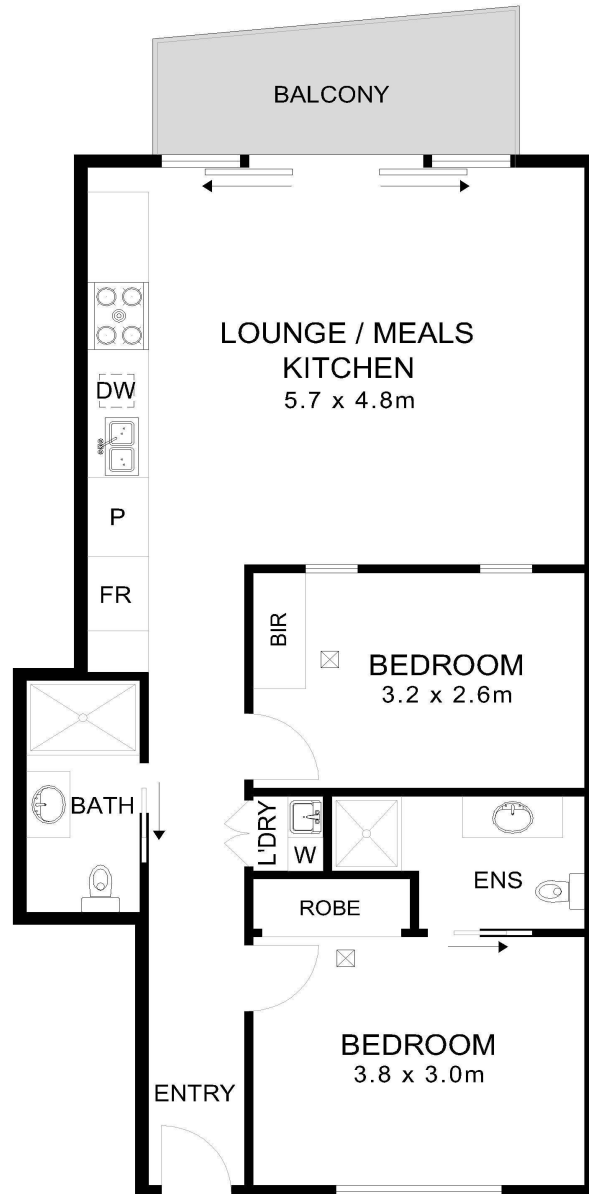 BALCONY
LOUNGE / MEALS
KITCHEN
5.7 x 4.8m
DW
P
FR
BIR
BEDROOM
3.2 x 2.6m
BATH
L'DRY
W
ENS
ROBE
BEDROOM
3.8 x 3.0m
ENTRY